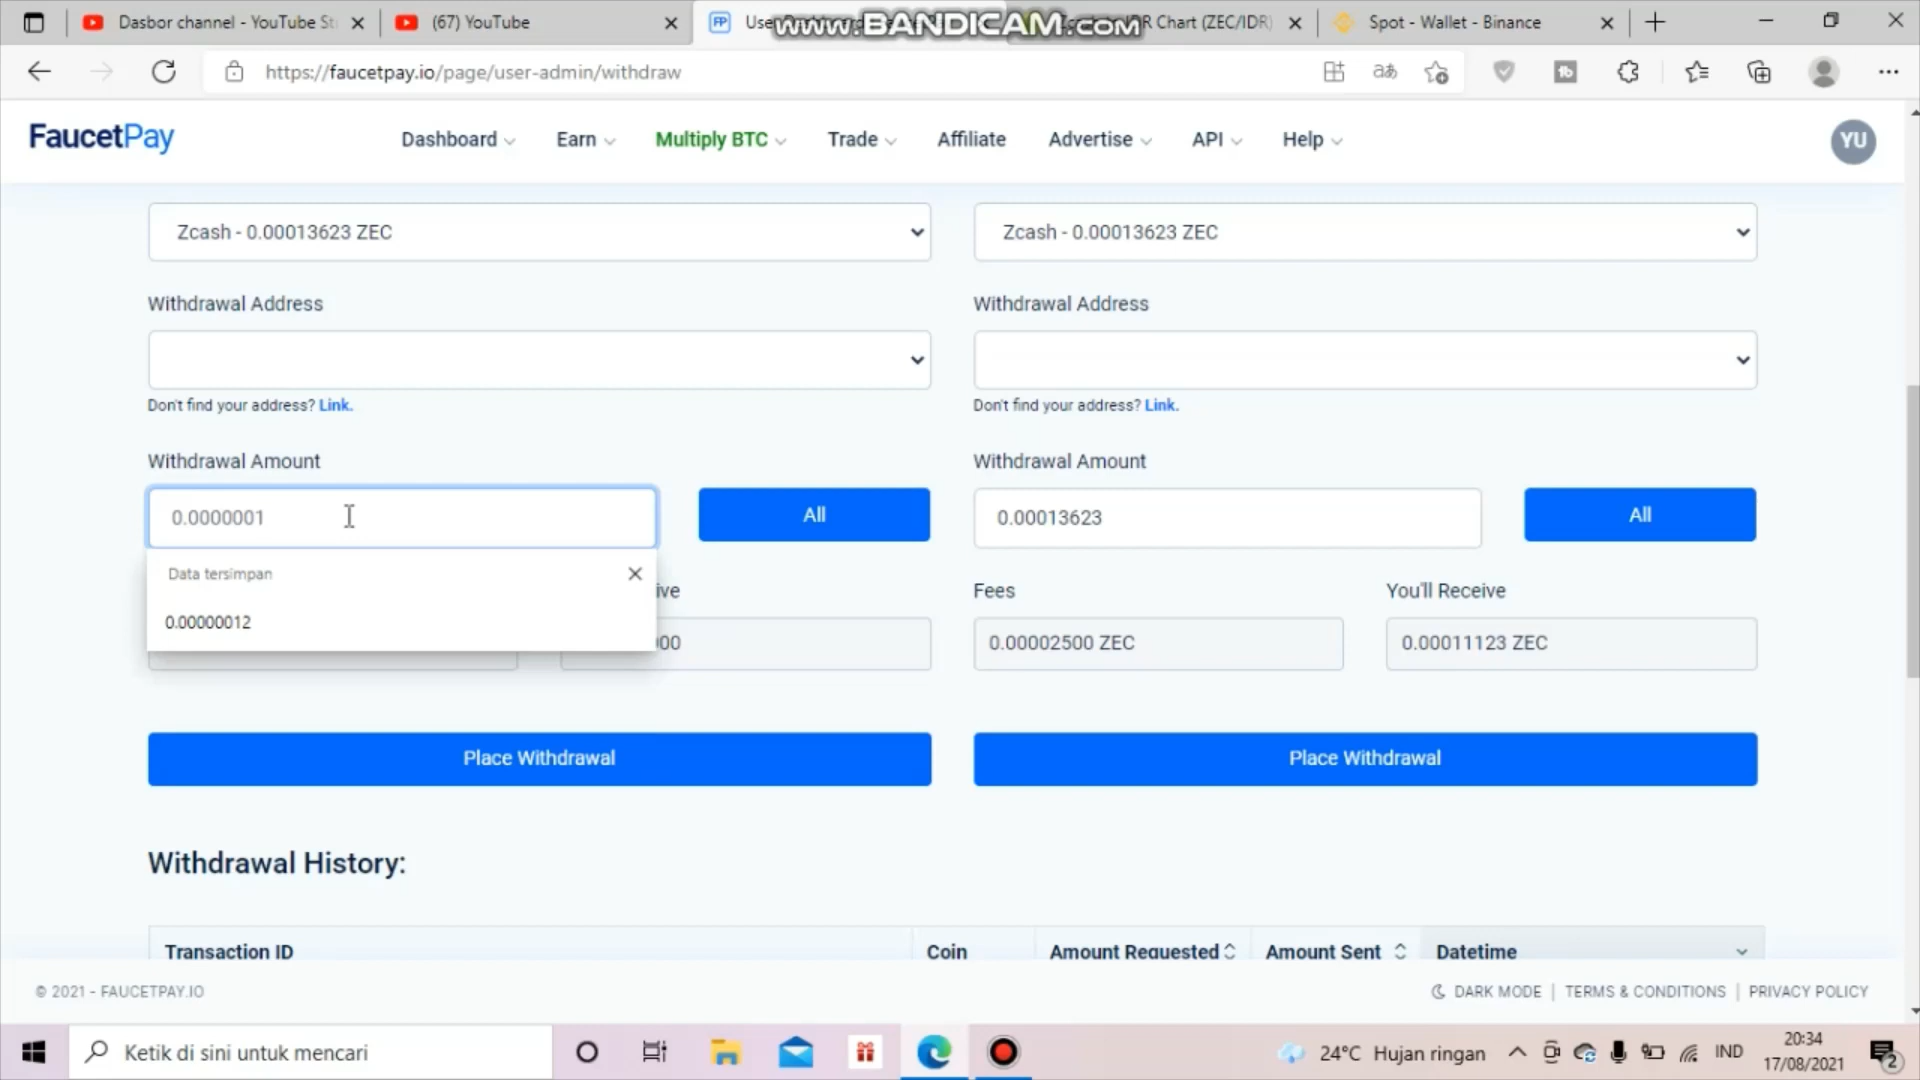 Dasbor channel - YouTube St
(67) YouTube
www.BANDICAM.com
IDR Chart (ZEC/IDR)
Spot - Wallet - Binance
https://faucetpay.io/page/user-admin/withdraw
FaucetPay
Dashboard
Earn
Multiply BTC
Trade
Affiliate
Advertise
API
Help
YU
Zcash - 0.00013623 ZEC
Zcash - 0.00013623 ZEC
Withdrawal Address
Withdrawal Address
Don't find your address? Link.
Don't find your address? Link.
Withdrawal Amount
Withdrawal Amount
0.0000001
All
0.00013623
All
Data tersimpan
0.00000012
ive
000
Fees
You'll Receive
0.00002500 ZEC
0.00011123 ZEC
Place Withdrawal
Place Withdrawal
Withdrawal History:
Transaction ID
Coin
Amount Requested
Amount Sent
Datetime
© 2021 - FAUCETPAY.IO
DARK MODE | TERMS & CONDITIONS | PRIVACY POLICY
Ketik di sini untuk mencari
24°C Hujan ringan
IND
20:34
17/08/2021
2